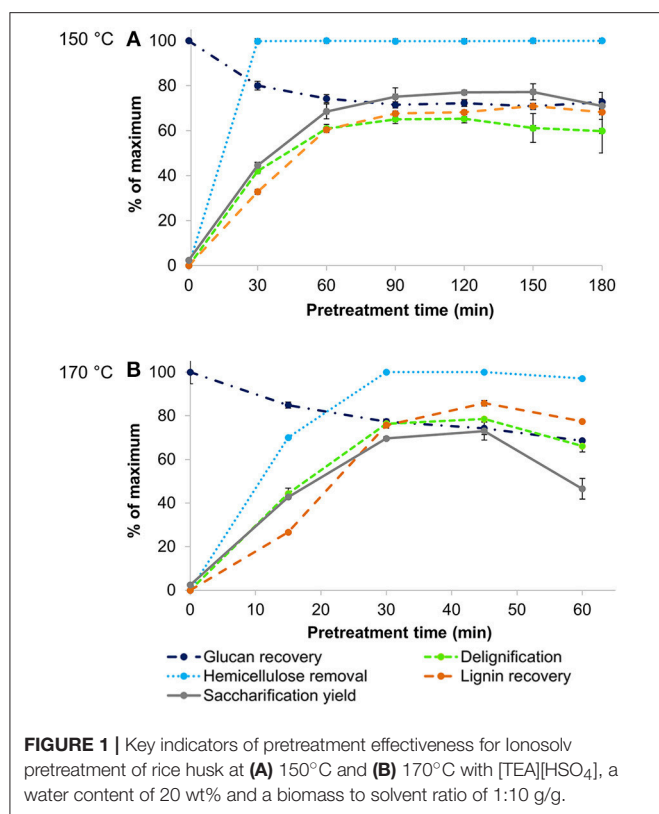 150 °C A
100
80
60
40
20
0
% of maximum
0 30 60 90 120 150 180
Pretreatment time (min)
170 °C B
100
80
60
40
20
0
% of maximum
0 10 20 30 40 50 60
Pretreatment time (min)
Glucan recovery Delignification
Hemicellulose removal Lignin recovery
Saccharification yield
FIGURE 1 | Key indicators of pretreatment effectiveness for Ionosolv
pretreatment of rice husk at (A) 150°C and (B) 170°C with [TEA][HSO₄], a
water content of 20 wt% and a biomass to solvent ratio of 1:10 g/g.